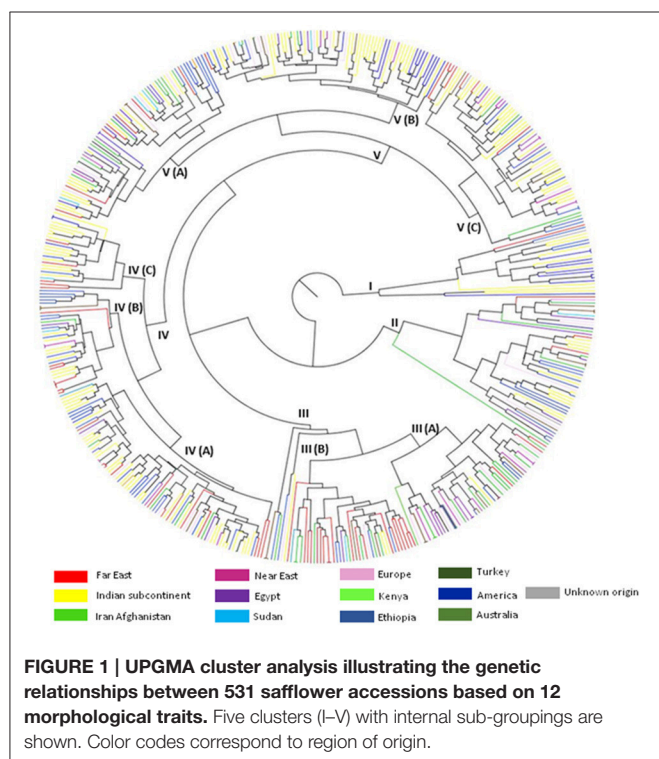 V (B)
V
V (A)
V (C)
IV (C)
I
IV (B)
IV
II
III
III (A)
III (B)
IV (A)
Far East Near East Europe Turkey
Indian subcontinent Egypt Kenya America Unknown origin
Iran Afghanistan Sudan Ethiopia Australia
FIGURE 1 | UPGMA cluster analysis illustrating the genetic
relationships between 531 safflower accessions based on 12
morphological traits. Five clusters (I–V) with internal sub-groupings are
shown. Color codes correspond to region of origin.